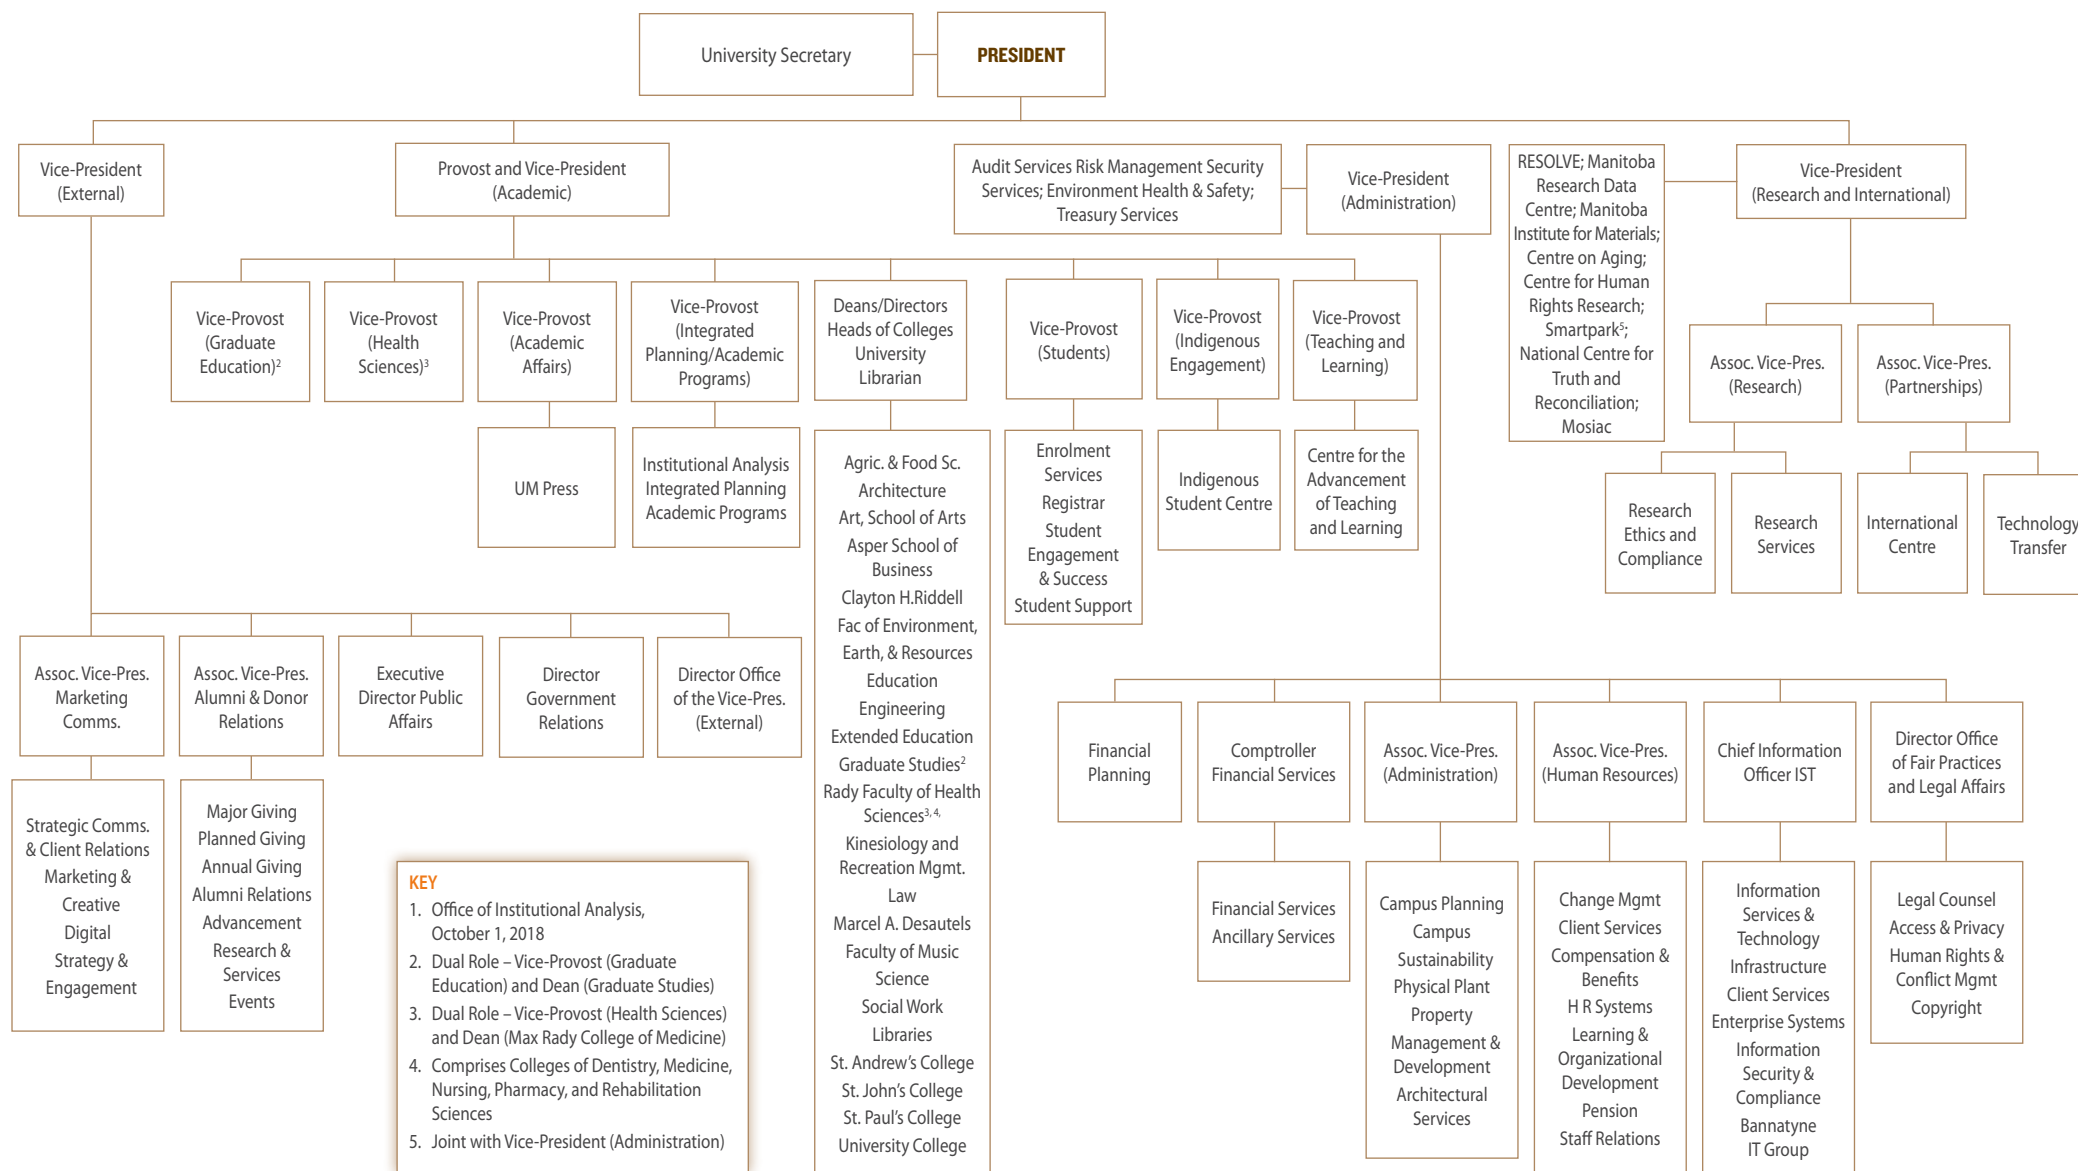 University Secretary
PRESIDENT
Vice-President
(External)
Provost and Vice-President
(Academic)
Audit Services Risk Management Security
Services; Environment Health & Safety;
Treasury Services
Vice-President
(Administration)
RESOLVE; Manitoba
Research Data
Centre; Manitoba
Institute for Materials;
Centre on Aging;
Centre for Human
Rights Research;
Smartpark5;
National Centre for
Truth and
Reconciliation;
Mosiac
Vice-President
(Research and International)
Vice-Provost
(Graduate
Education)2
Vice-Provost
(Health
Sciences)3
Vice-Provost
(Academic
Affairs)
Vice-Provost
(Integrated
Planning/Academic
Programs)
Deans/Directors
Heads of Colleges
University
Librarian
Vice-Provost
(Students)
Vice-Provost
(Indigenous
Engagement)
Vice-Provost
(Teaching and
Learning)
Assoc. Vice-Pres.
(Research)
Assoc. Vice-Pres.
(Partnerships)
UM Press
Institutional Analysis
Integrated Planning
Academic Programs
Agric. & Food Sc.
Architecture
Art, School of Arts
Asper School of
Business
Clayton H.Riddell
Fac of Environment,
Earth, & Resources
Education
Engineering
Extended Education
Graduate Studies2
Rady Faculty of Health
Sciences3, 4,
Kinesiology and
Recreation Mgmt.
Law
Marcel A. Desautels
Faculty of Music
Science
Social Work
Libraries
St. Andrew's College
St. John's College
St. Paul's College
University College
Enrolment
Services
Registrar
Student
Engagement
& Success
Student Support
Indigenous
Student Centre
Centre for the
Advancement
of Teaching
and Learning
Research
Ethics and
Compliance
Research
Services
International
Centre
Technology
Transfer
Assoc. Vice-Pres.
Marketing
Comms.
Assoc. Vice-Pres.
Alumni & Donor
Relations
Executive
Director Public
Affairs
Director
Government
Relations
Director Office
of the Vice-Pres.
(External)
Financial
Planning
Comptroller
Financial Services
Assoc. Vice-Pres.
(Administration)
Assoc. Vice-Pres.
(Human Resources)
Chief Information
Officer IST
Director Office
of Fair Practices
and Legal Affairs
Strategic Comms.
& Client Relations
Marketing &
Creative
Digital
Strategy &
Engagement
Major Giving
Planned Giving
Annual Giving
Alumni Relations
Advancement
Research &
Services
Events
KEY
1. Office of Institutional Analysis,
October 1, 2018
2. Dual Role – Vice-Provost (Graduate
Education) and Dean (Graduate Studies)
3. Dual Role – Vice-Provost (Health Sciences)
and Dean (Max Rady College of Medicine)
4. Comprises Colleges of Dentistry, Medicine,
Nursing, Pharmacy, and Rehabilitation
Sciences
5. Joint with Vice-President (Administration)
Financial Services
Ancillary Services
Campus Planning
Campus
Sustainability
Physical Plant
Property
Management &
Development
Architectural
Services
Change Mgmt
Client Services
Compensation &
Benefits
H R Systems
Learning &
Organizational
Development
Pension
Staff Relations
Information
Services &
Technology
Infrastructure
Client Services
Enterprise Systems
Information
Security &
Compliance
Bannatyne
IT Group
Legal Counsel
Access & Privacy
Human Rights &
Conflict Mgmt
Copyright